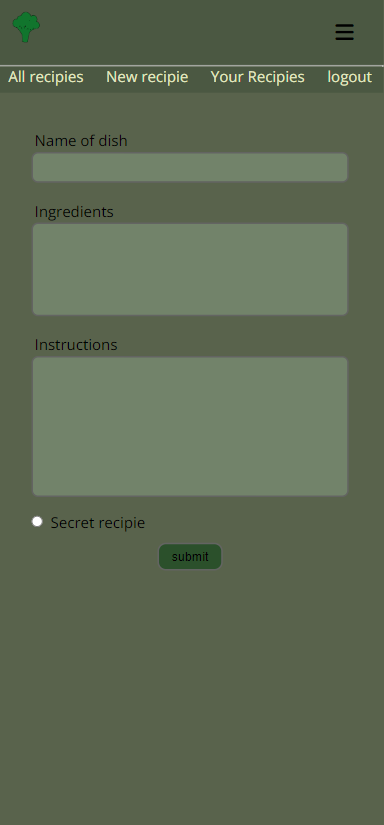 All recipies New recipie Your Recipies logout
Name of dish
Ingredients
Instructions
Secret recipie
submit